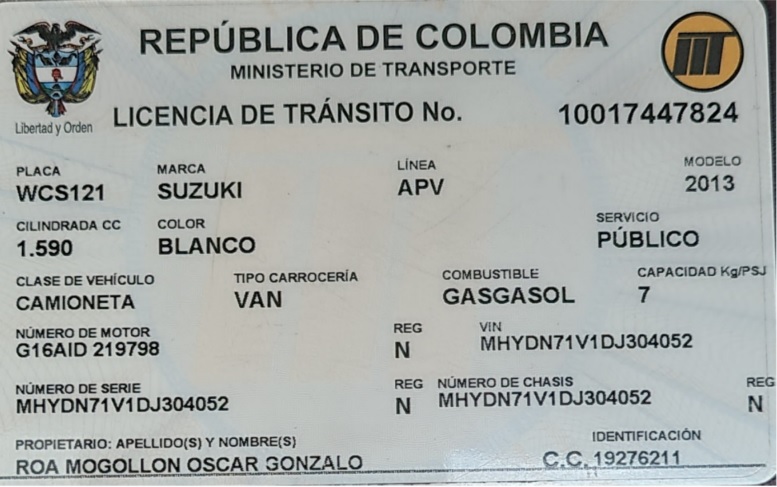 REPÚBLICA DE COLOMBIA
MINISTERIO DE TRANSPORTE
Libertad y Orden
LICENCIA DE TRÁNSITO No. 10017447824
PLACA MARCA LÍNEA MODELO
WCS121 SUZUKI APV 2013
CILINDRADA CC COLOR SERVICIO
1.590 BLANCO PÚBLICO
CLASE DE VEHÍCULO TIPO CARROCERÍA COMBUSTIBLE CAPACIDAD Kg/PSJ
CAMIONETA VAN GASGASOL 7
NÚMERO DE MOTOR REG VIN
G16AID 219798 N MHYDN71V1DJ304052
NÚMERO DE SERIE REG NÚMERO DE CHASIS REG
MHYDN71V1DJ304052 N MHYDN71V1DJ304052 N
PROPIETARIO: APELLIDO(S) Y NOMBRE(S) IDENTIFICACIÓN
ROA MOGOLLON OSCAR GONZALO C.C. 19276211